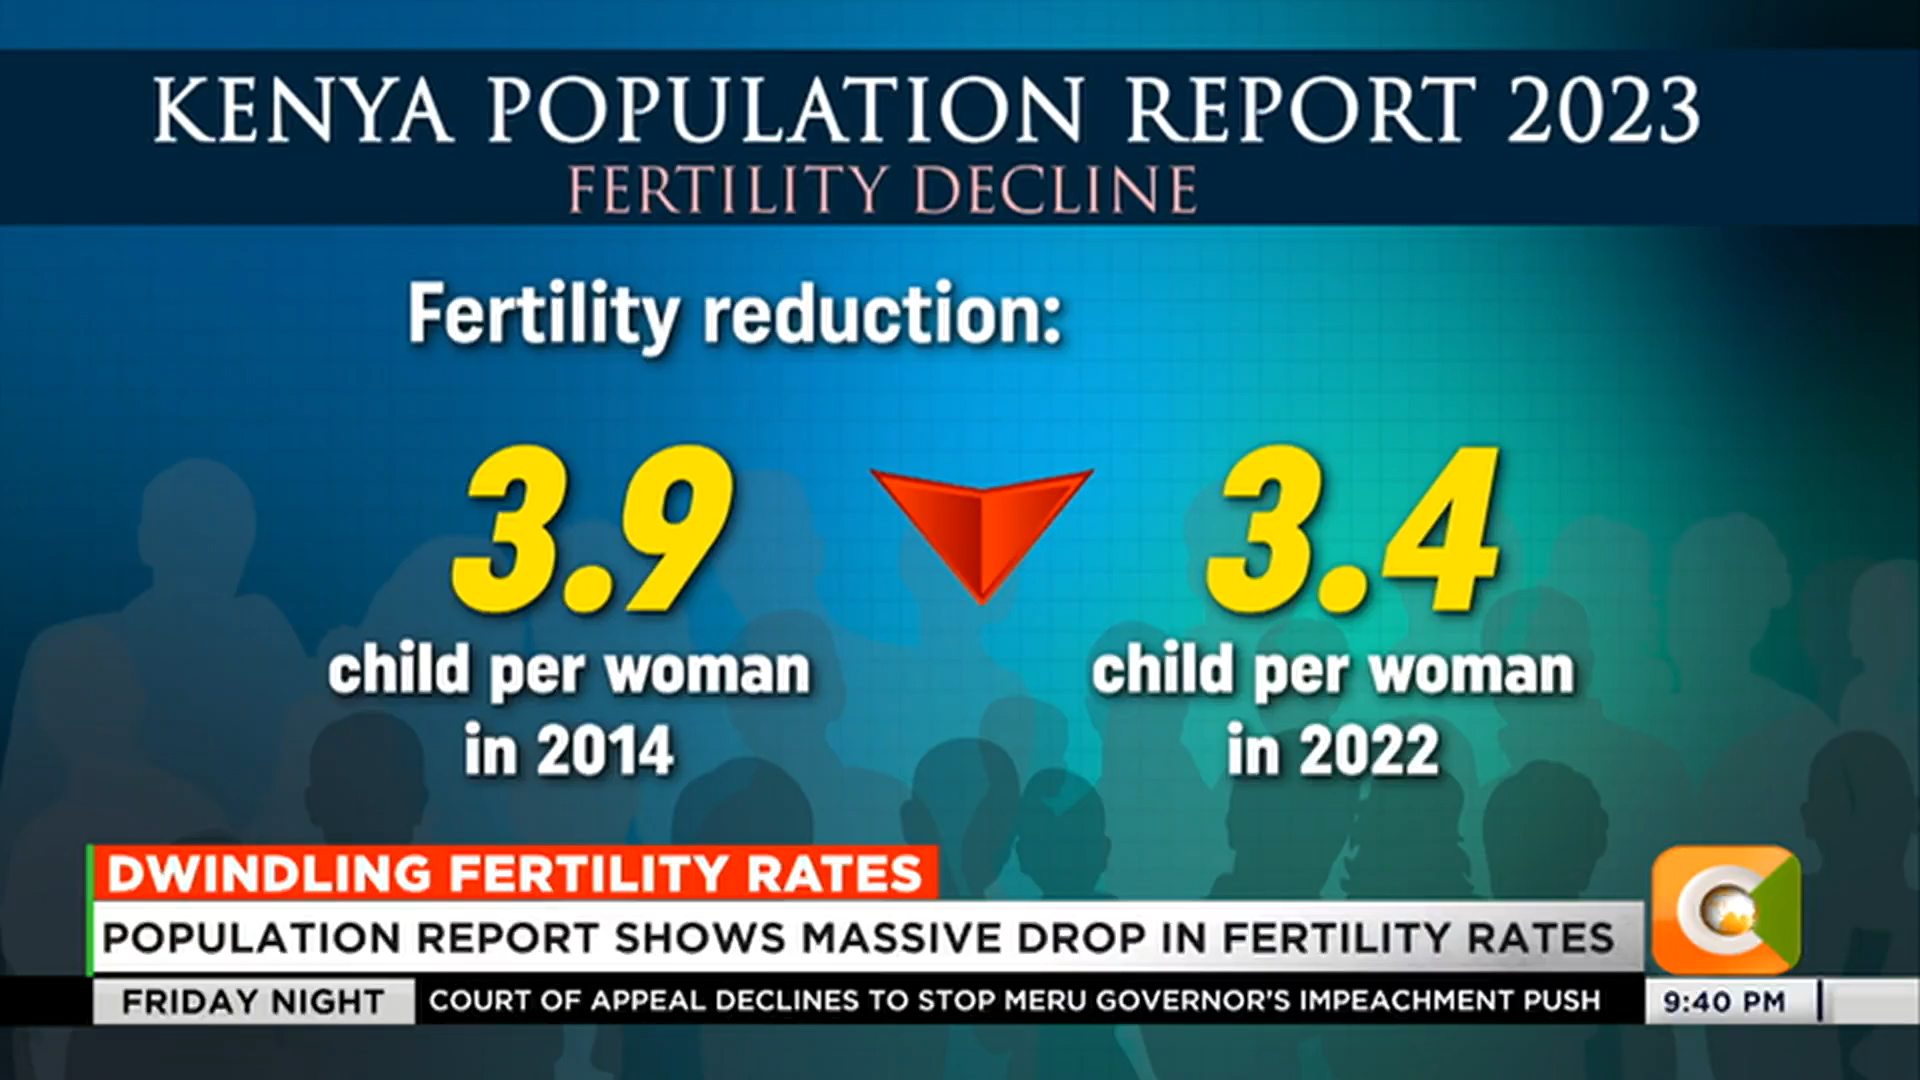 KENYA POPULATION REPORT 2023
FERTILITY DECLINE
Fertility reduction:
3.9
child per woman
in 2014
3.4
child per woman
in 2022
DWINDLING FERTILITY RATES
POPULATION REPORT SHOWS MASSIVE DROP IN FERTILITY RATES
FRIDAY NIGHT
COURT OF APPEAL DECLINES TO STOP MERU GOVERNOR'S IMPEACHMENT PUSH
9:40 PM